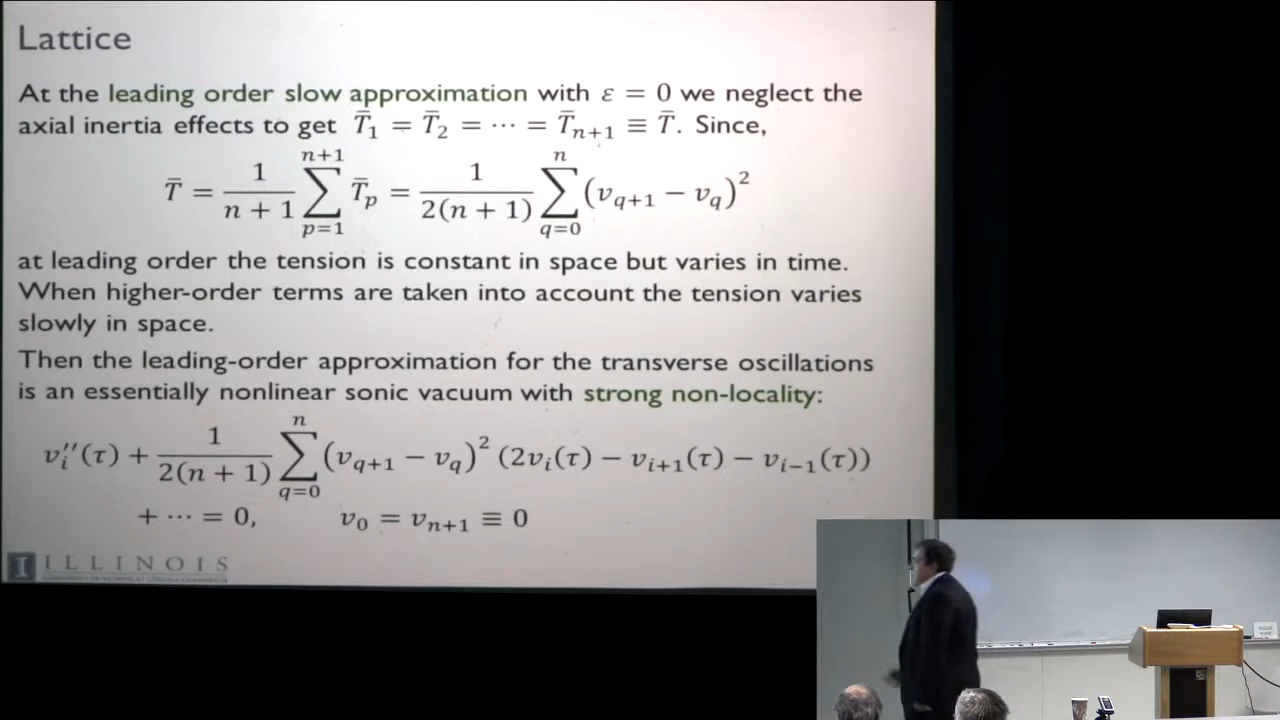 Lattice
At the leading order slow approximation with ε = 0 we neglect the
axial inertia effects to get T̄₁ = T̄₂ = ⋯ = T̄ₙ₊₁ ≡ T̄. Since,
T̄ = 1/(n + 1) ∑_{p=1}^{n+1} T̄_p = 1/(2(n + 1)) ∑_{q=0}^{n} (v_{q+1} − v_q)²
at leading order the tension is constant in space but varies in time.
When higher-order terms are taken into account the tension varies
slowly in space.
Then the leading-order approximation for the transverse oscillations
is an essentially nonlinear sonic vacuum with strong non-locality:
v_i′′(τ) + 1/(2(n + 1)) ∑_{q=0}^{n} (v_{q+1} − v_q)² (2v_i(τ) − v_{i+1}(τ) − v_{i−1}(τ))
+ ⋯ = 0, v₀ = vₙ₊₁ ≡ 0
I ILLINOIS